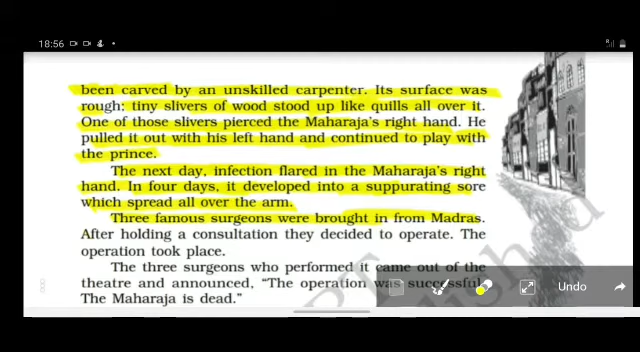 18:56
been carved by an unskilled carpenter. Its surface was
rough; tiny slivers of wood stood up like quills all over it.
One of those slivers pierced the Maharaja's right hand. He
pulled it out with his left hand and continued to play with
the prince.
The next day, infection flared in the Maharaja's right
hand. In four days, it developed into a suppurating sore
which spread all over the arm.
Three famous surgeons were brought in from Madras.
After holding a consultation they decided to operate. The
operation took place.
The three surgeons who performed it came out of the
theatre and announced, “The operation was successful.
The Maharaja is dead.”
Undo